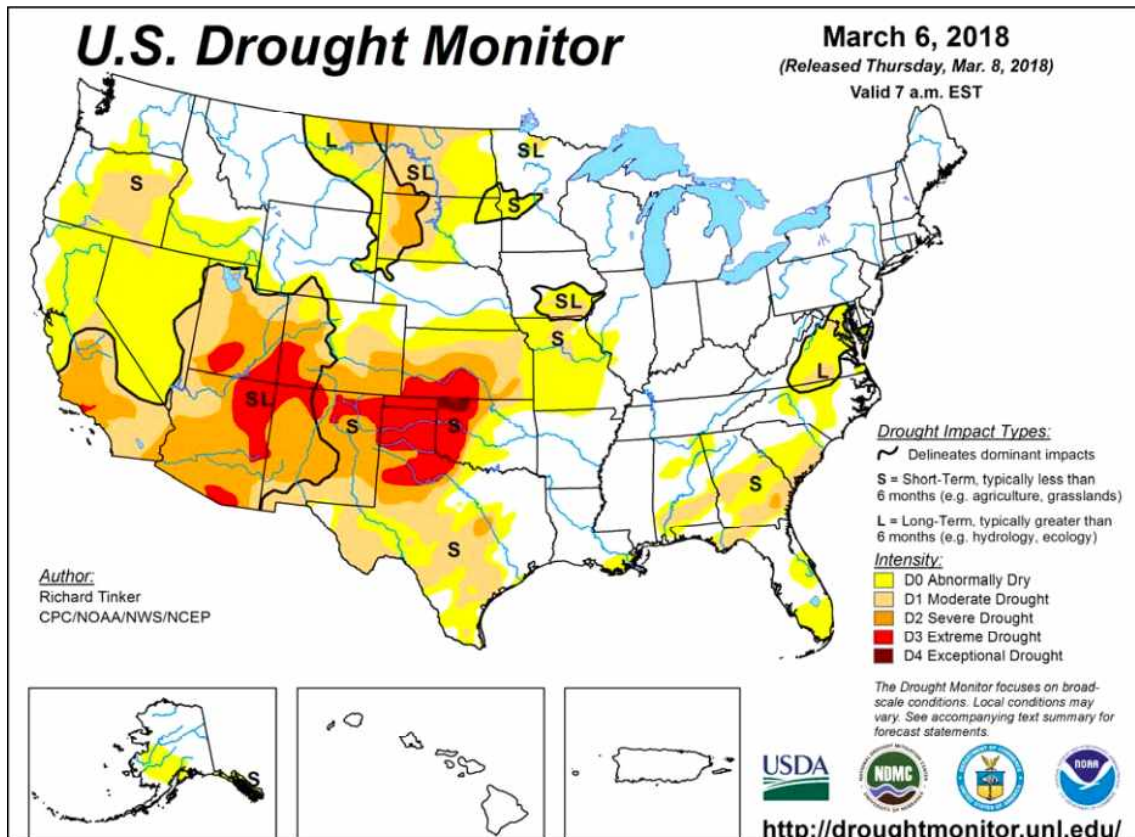 U.S. Drought Monitor
March 6, 2018
(Released Thursday, Mar. 8, 2018)
Valid 7 a.m. EST
L
SL
SL
S
S
SL
S
L
SL
S
S
S
S
Drought Impact Types:
Delineates dominant impacts
S = Short-Term, typically less than
6 months (e.g. agriculture, grasslands)
L = Long-Term, typically greater than
6 months (e.g. hydrology, ecology)
Intensity:
D0 Abnormally Dry
D1 Moderate Drought
D2 Severe Drought
D3 Extreme Drought
D4 Exceptional Drought
Author:
Richard Tinker
CPC/NOAA/NWS/NCEP
The Drought Monitor focuses on broad-
scale conditions. Local conditions may
vary. See accompanying text summary for
forecast statements.
S
USDA
NDMC
NOAA
http://droughtmonitor.unl.edu/